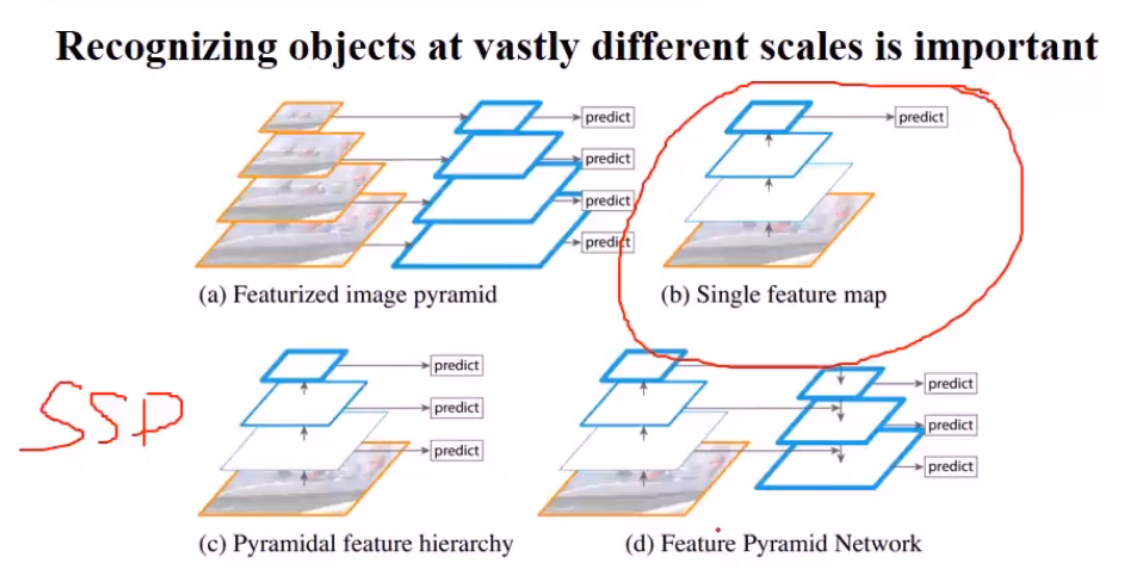 Recognizing objects at vastly different scales is important
predict
predict
predict
predict
(a) Featurized image pyramid
predict
(b) Single feature map
SSD
predict
predict
predict
(c) Pyramidal feature hierarchy
predict
predict
predict
(d) Feature Pyramid Network